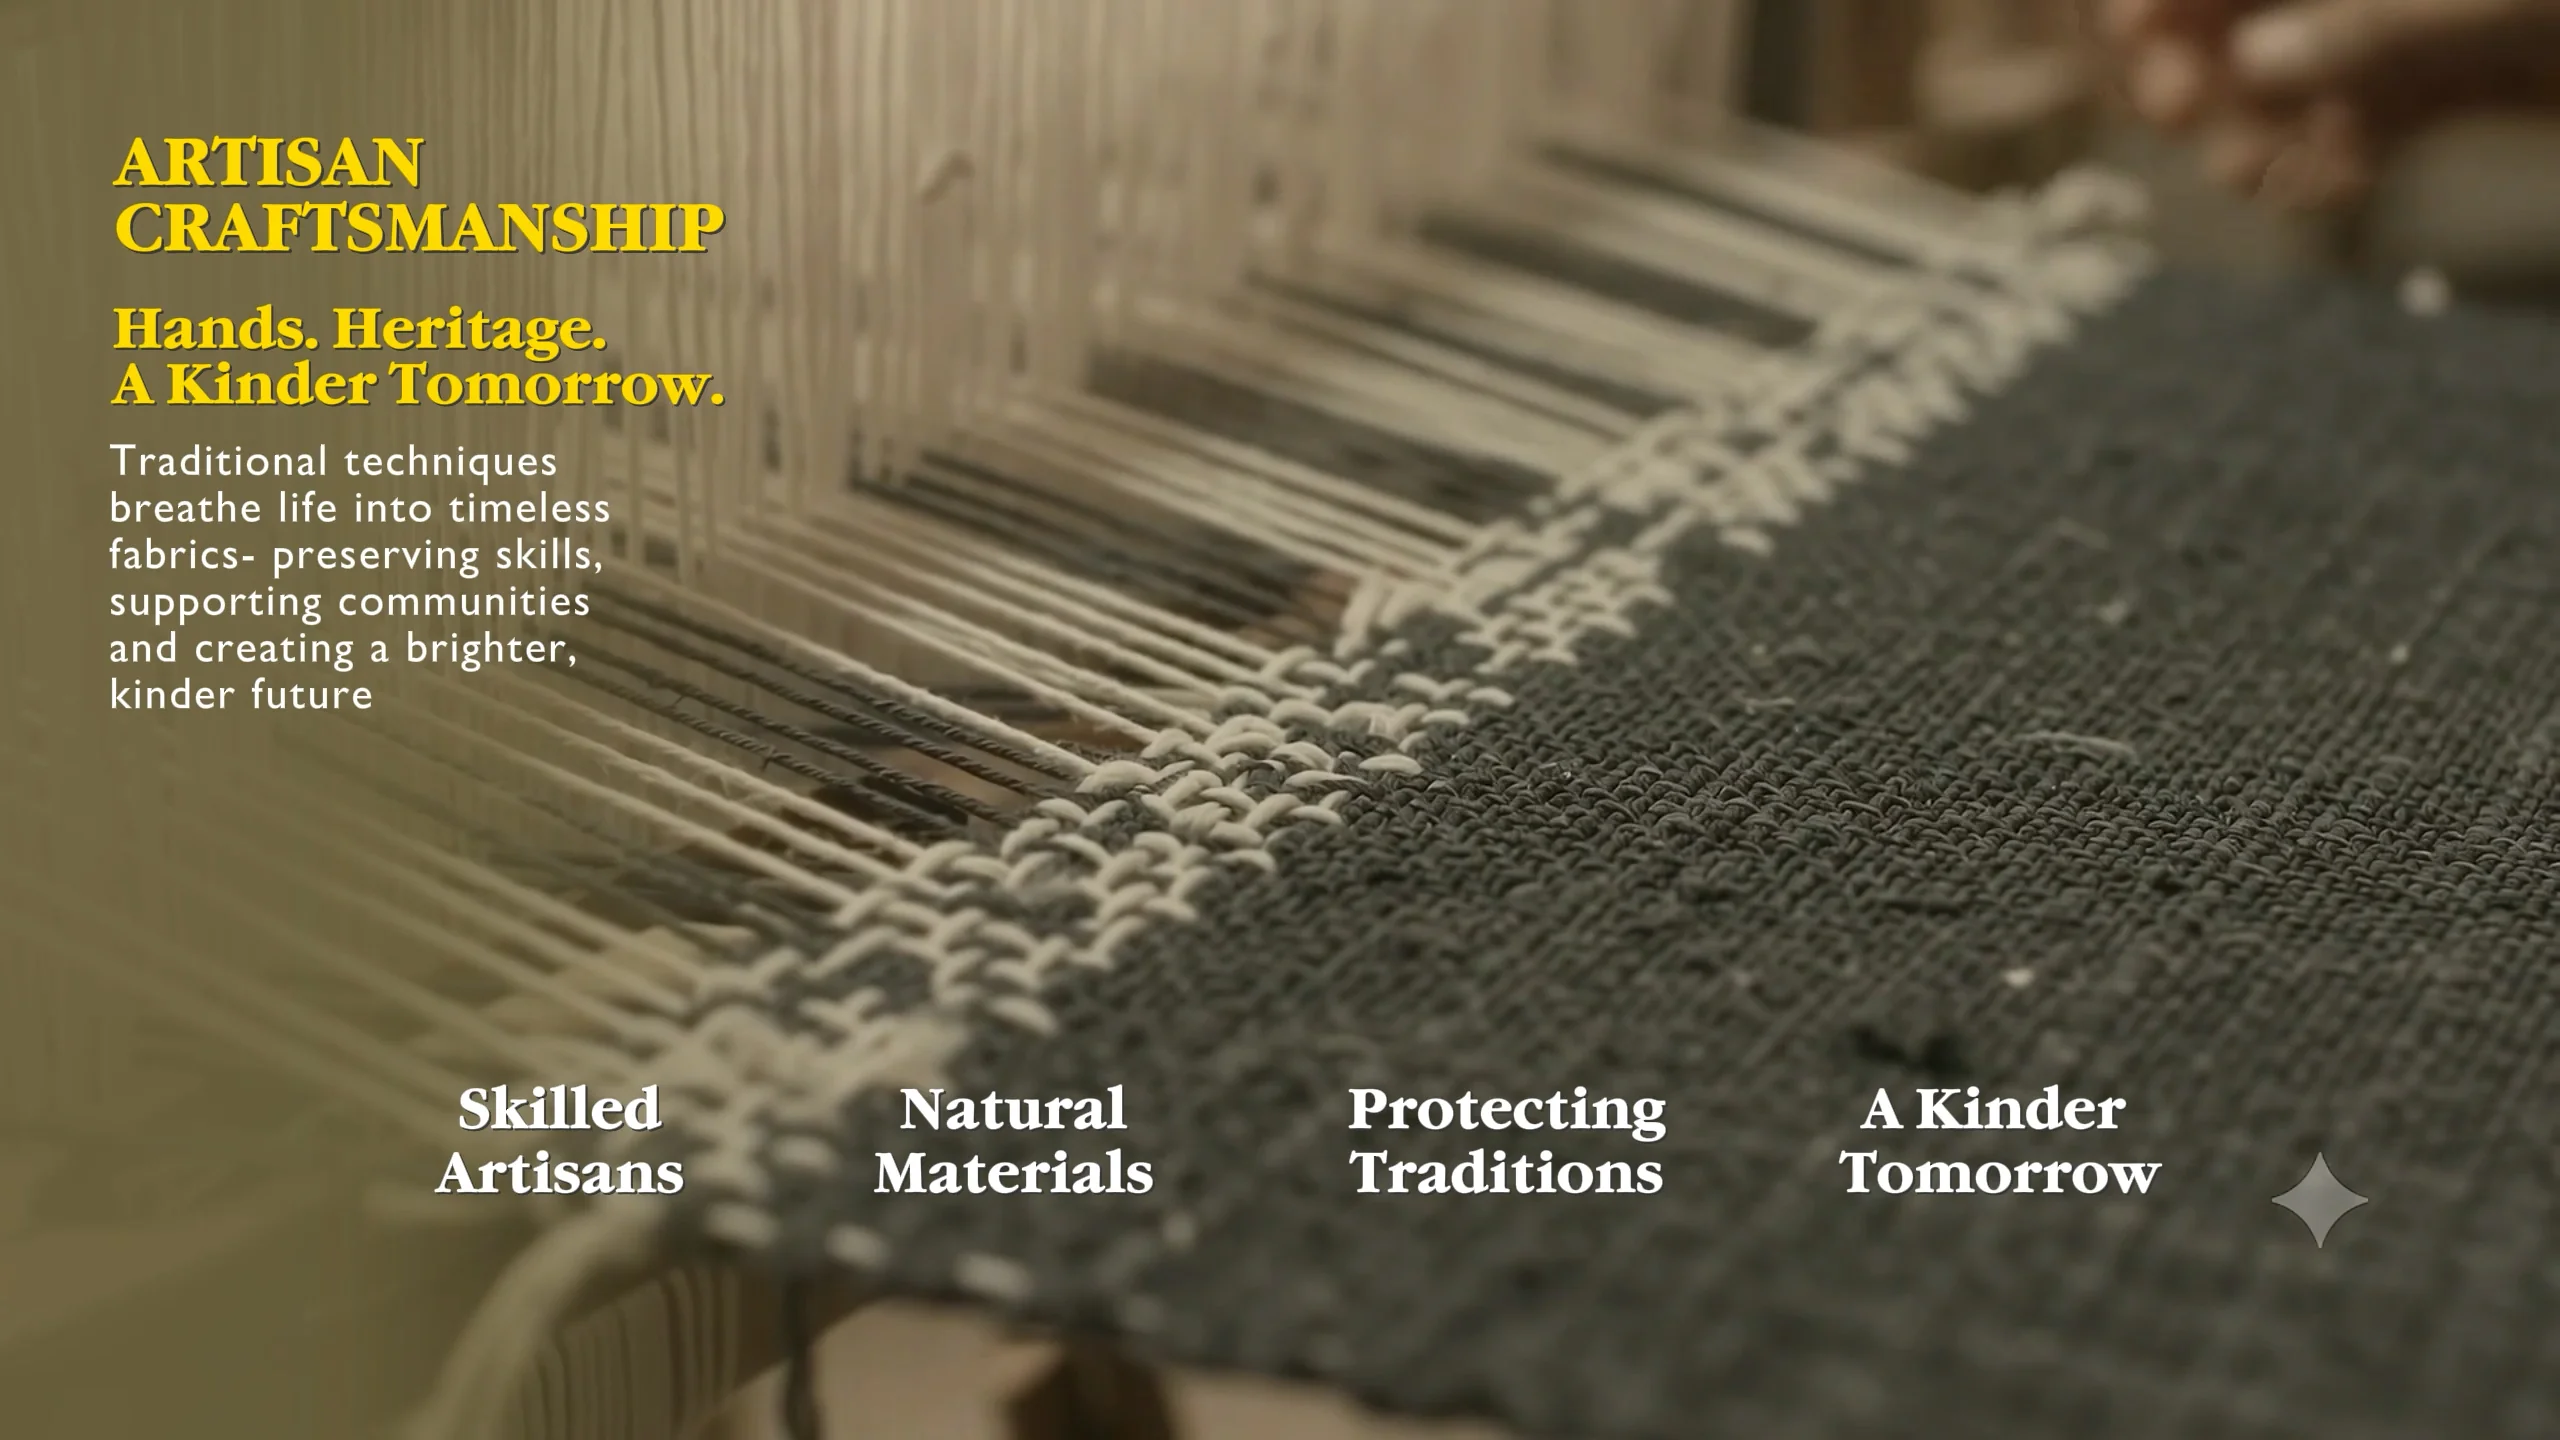 ARTISAN
CRAFTSMANSHIP
Hands. Heritage.
A Kinder Tomorrow.
Traditional techniques
breathe life into timeless
fabrics- preserving skills,
supporting communities
and creating a brighter,
kinder future
Skilled
Artisans
Natural
Materials
Protecting
Traditions
A Kinder
Tomorrow